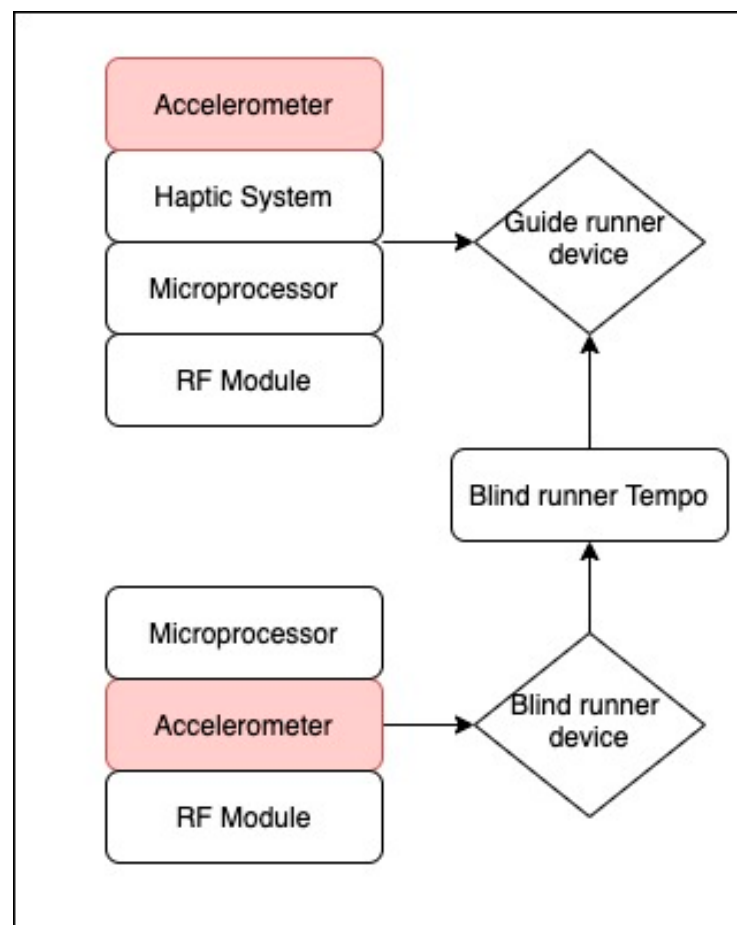 Accelerometer
Haptic System
Microprocessor
RF Module
Guide runner
device
Blind runner Tempo
Microprocessor
Accelerometer
RF Module
Blind runner
device